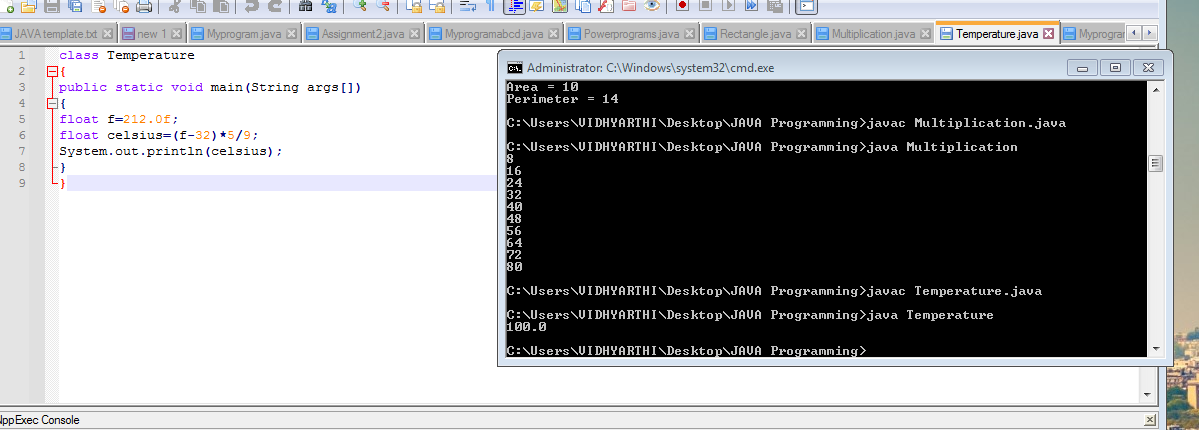 JAVA template.txt new 1 Myprogram.java Assignment2.java Myprogramabcd.java Powerprograms.java Rectangle.java Multiplication.java Temperature.java Myprogram
1 class Temperature
2 {
3 public static void main(String args[])
4 {
5 float f=212.0f;
6 float celsius=(f-32)*5/9;
7 System.out.println(celsius);
8 }
9 }
Administrator: C:\Windows\system32\cmd.exe
Area = 10
Perimeter = 14
C:\Users\VIDHYARTHI\Desktop\JAVA Programming>javac Multiplication.java
C:\Users\VIDHYARTHI\Desktop\JAVA Programming>java Multiplication
8
16
24
32
40
48
56
64
72
80
C:\Users\VIDHYARTHI\Desktop\JAVA Programming>javac Temperature.java
C:\Users\VIDHYARTHI\Desktop\JAVA Programming>java Temperature
100.0
C:\Users\VIDHYARTHI\Desktop\JAVA Programming>
NppExec Console